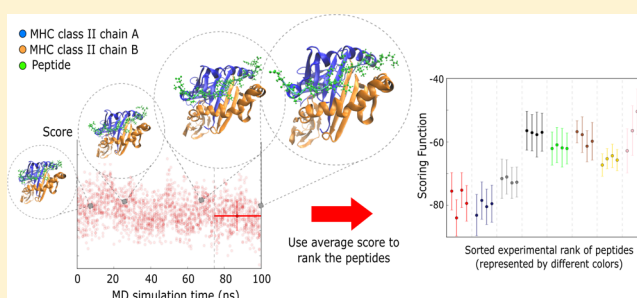 MHC class II chain A
MHC class II chain B
Peptide
Score
0
20
40
60
80
100
MD simulation time (ns)
Use average score to
rank the peptides
Scoring Function
-40
-60
-80
Sorted experimental rank of peptides
(represented by different colors)